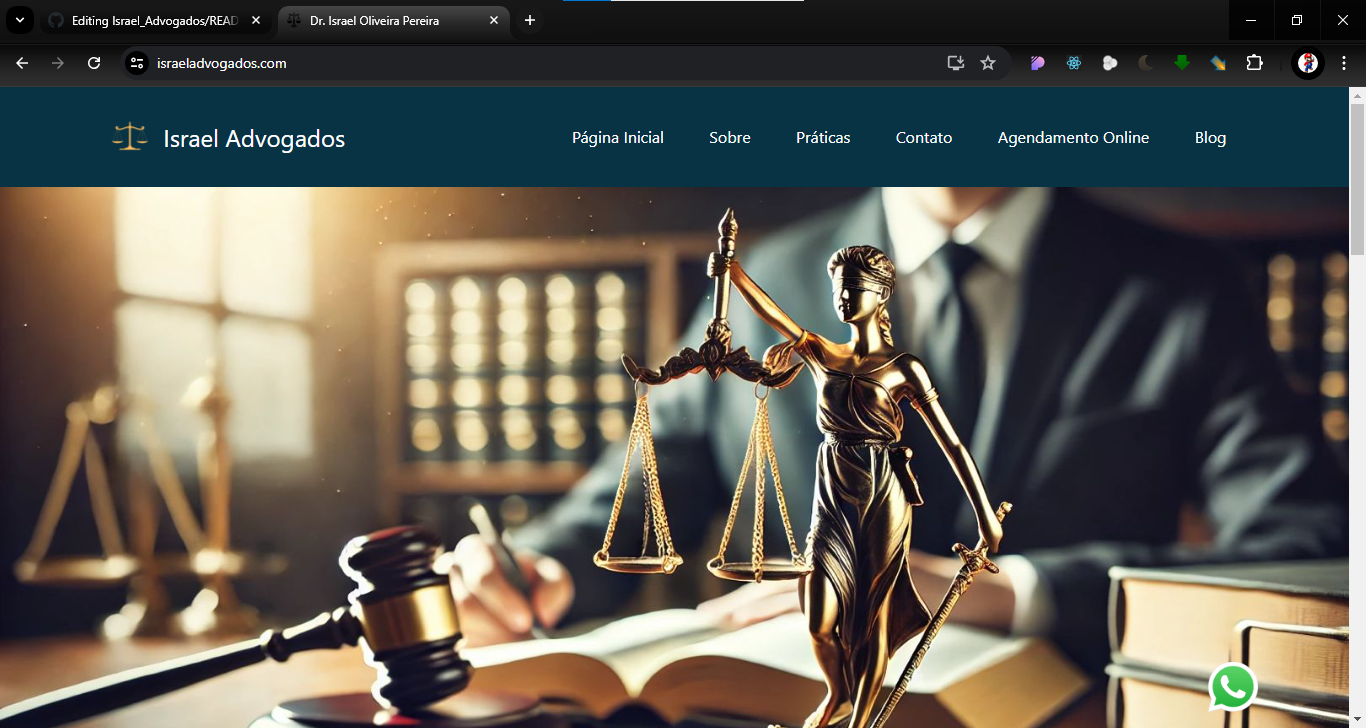 Editing Israel_Advogados/READ
Dr. Israel Oliveira Pereira
israeladvogados.com
Israel Advogados
Página Inicial
Sobre
Práticas
Contato
Agendamento Online
Blog